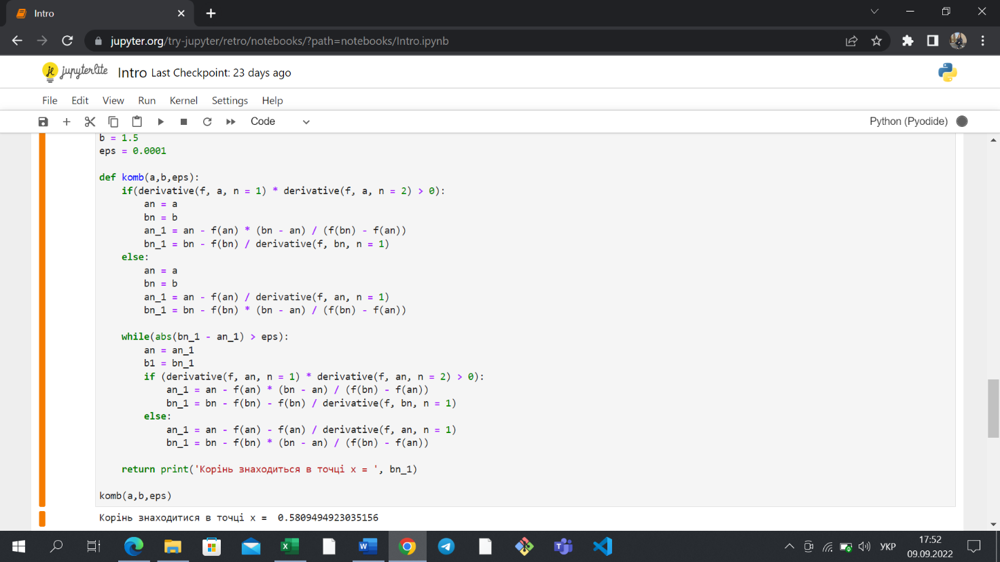 Intro
jupyter.org/try-jupyter/retro/notebooks/?path=notebooks/Intro.ipynb
jupyterlite Intro Last Checkpoint: 23 days ago
File Edit View Run Kernel Settings Help
Code Python (Pyodide)
b = 1.5
eps = 0.0001
def komb(a,b,eps):
if(derivative(f, a, n = 1) * derivative(f, a, n = 2) > 0):
an = a
bn = b
an_1 = an - f(an) * (bn - an) / (f(bn) - f(an))
bn_1 = bn - f(bn) / derivative(f, bn, n = 1)
else:
an = a
bn = b
an_1 = an - f(an) / derivative(f, an, n = 1)
bn_1 = bn - f(bn) * (bn - an) / (f(bn) - f(an))
while(abs(bn_1 - an_1) > eps):
an = an_1
b1 = bn_1
if (derivative(f, an, n = 1) * derivative(f, an, n = 2) > 0):
an_1 = an - f(an) * (bn - an) / (f(bn) - f(an))
bn_1 = bn - f(bn) - f(bn) / derivative(f, bn, n = 1)
else:
an_1 = an - f(an) - f(an) / derivative(f, an, n = 1)
bn_1 = bn - f(bn) * (bn - an) / (f(bn) - f(an))
return print('Корінь знаходиться в точці x = ', bn_1)
komb(a,b,eps)
Корінь знаходитися в точці x =  0.5809494923035156
УКР 17:52
09.09.2022